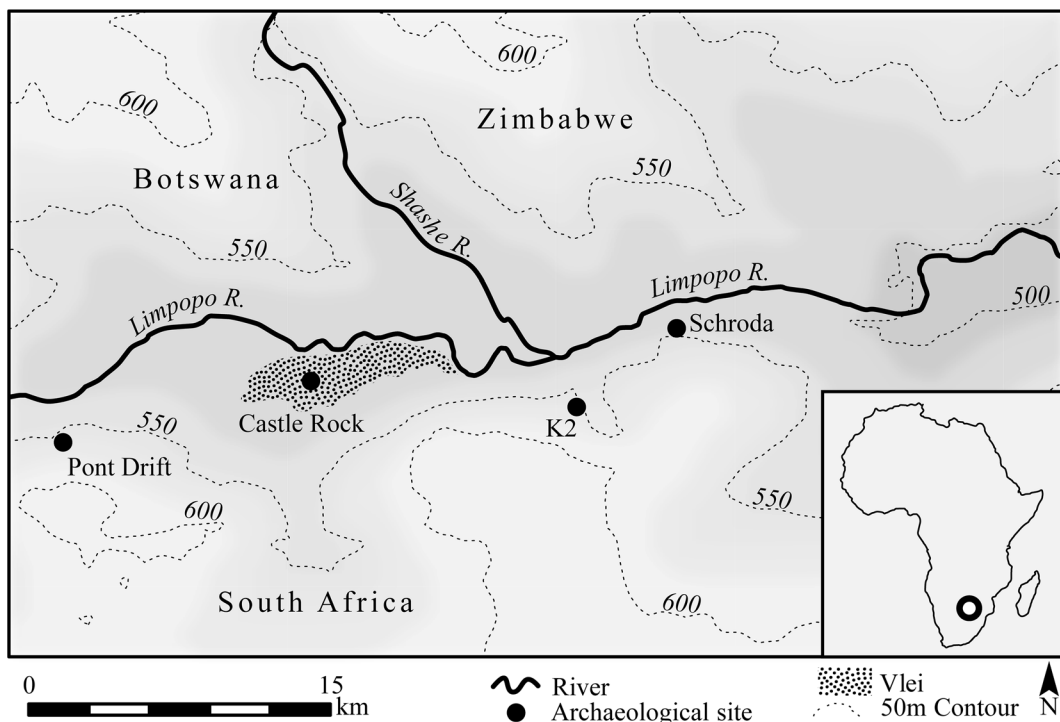 600
600
Zimbabwe
Botswana
550
Shashe R.
550
Limpopo R.
Limpopo R.
500
Schroda
Castle Rock
K2
550
Pont Drift
550
600
600
South Africa
0
15
km
River
Archaeological site
Vlei
50m Contour
N